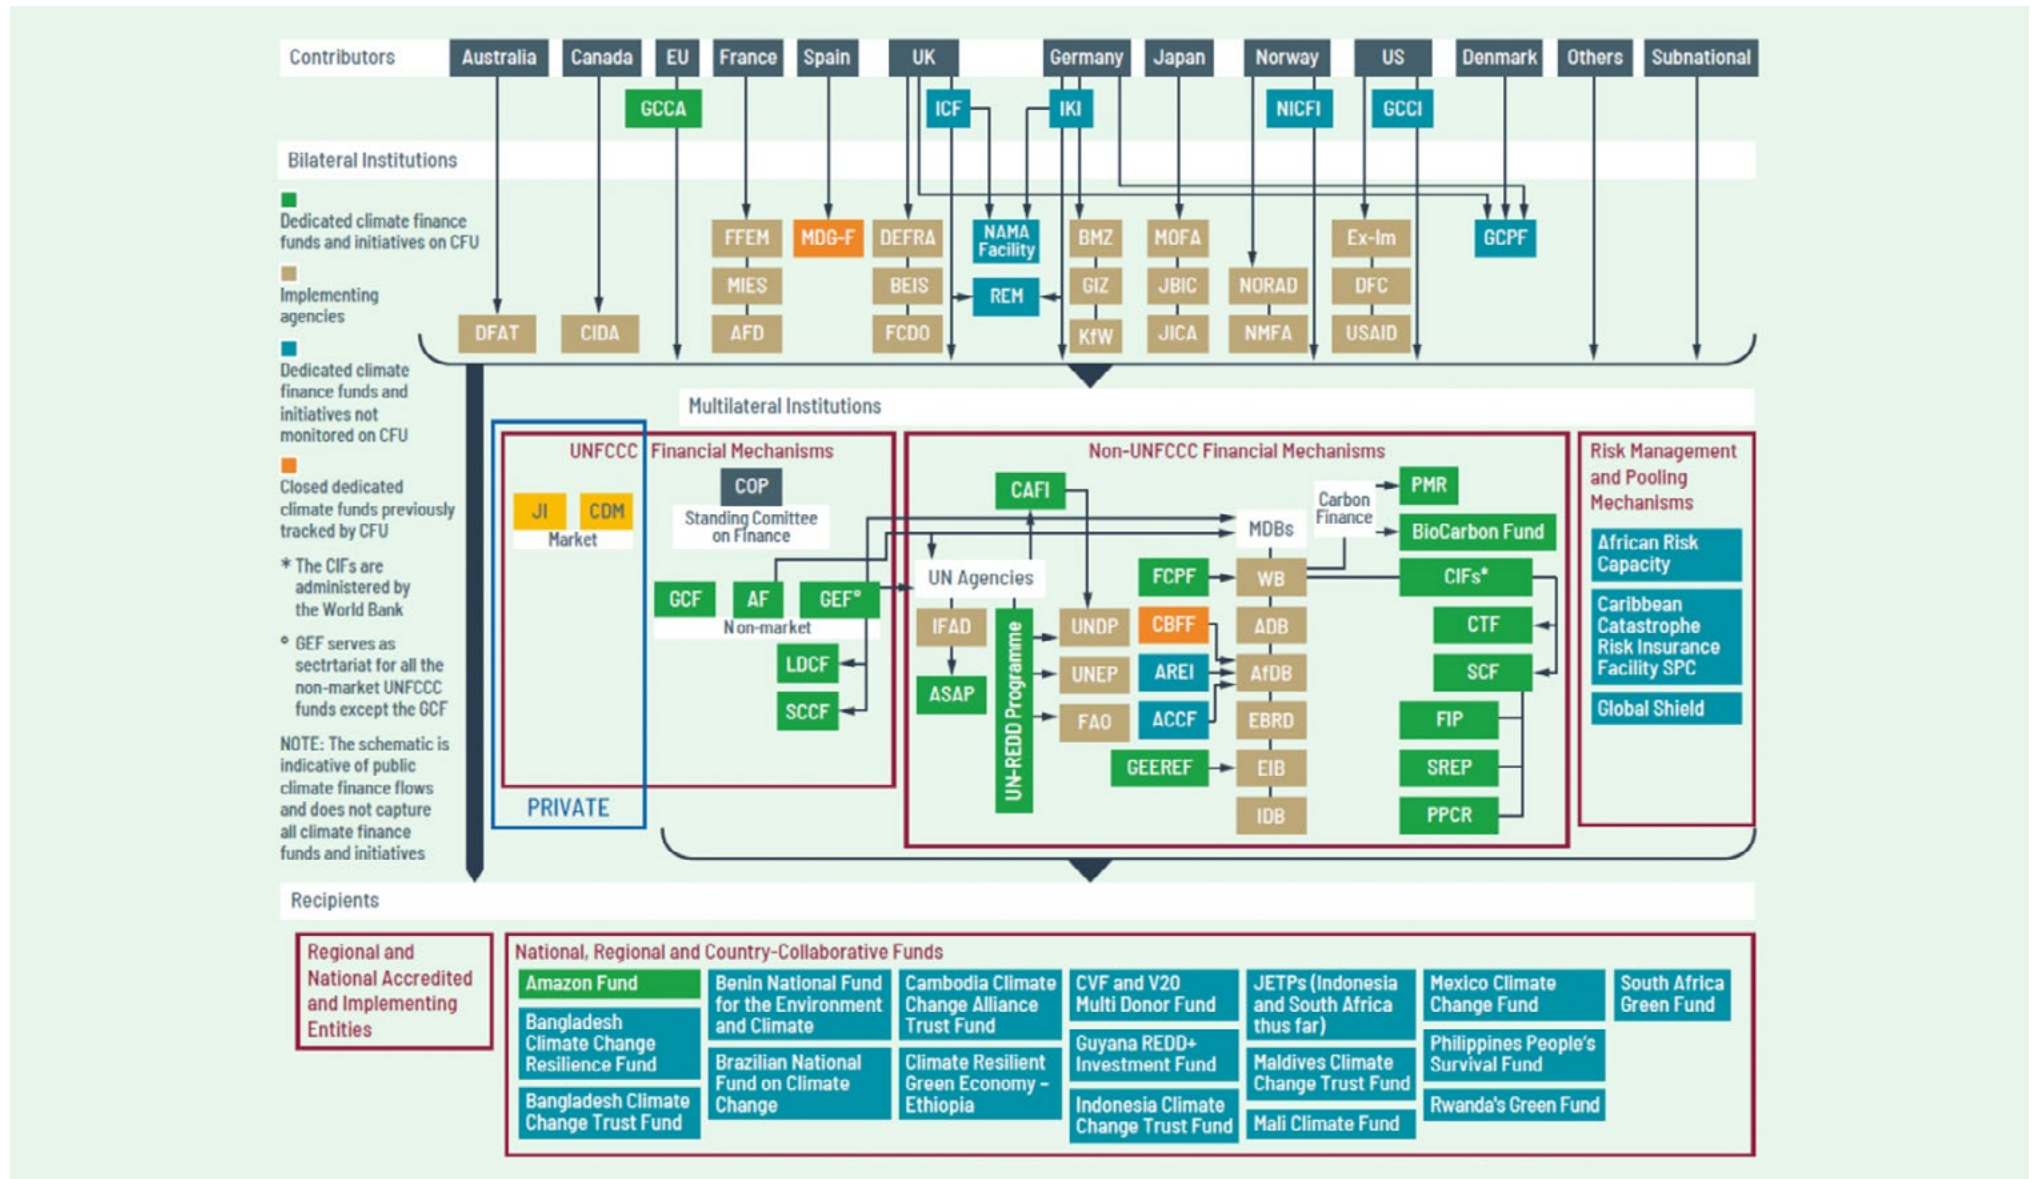 Contributors
Australia
Canada
EU
France
Spain
UK
Germany
Japan
Norway
US
Denmark
Others
Subnational
GCCA
ICF
IKI
NICFI
GCCI
Bilateral Institutions
Dedicated climate finance
funds and initiatives on CFU
Implementing
agencies
Dedicated climate
finance funds and
initiatives not
monitored on CFU
Closed dedicated
climate funds previously
tracked by CFU
* The CIFs are
administered by
the World Bank
° GEF serves as
sectrtariat for all the
non-market UNFCCC
funds except the GCF
NOTE: The schematic is
indicative of public
climate finance flows
and does not capture
all climate finance
funds and initiatives
DFAT
CIDA
FFEM
MIES
AFD
MDG-F
DEFRA
BEIS
FCDO
NAMA
Facility
REM
BMZ
GIZ
KfW
MOFA
JBIC
JICA
NORAD
NMFA
Ex-Im
DFC
USAID
GCPF
Multilateral Institutions
UNFCCC Financial Mechanisms
JI
CDM
Market
COP
Standing Comittee
on Finance
GCF
AF
GEF°
Non-market
LDCF
SCCF
PRIVATE
Non-UNFCCC Financial Mechanisms
CAFI
UN Agencies
IFAD
ASAP
UN-REDD Programme
UNDP
UNEP
FAO
FCPF
CBFF
AREI
ACCF
GEEREF
MDBs
WB
ADB
AfDB
EBRD
EIB
IDB
Carbon
Finance
PMR
BioCarbon Fund
CIFs*
CTF
SCF
FIP
SREP
PPCR
Risk Management
and Pooling
Mechanisms
African Risk
Capacity
Caribbean
Catastrophe
Risk Insurance
Facility SPC
Global Shield
Recipients
Regional and
National Accredited
and Implementing
Entities
National, Regional and Country-Collaborative Funds
Amazon Fund
Bangladesh
Climate Change
Resilience Fund
Bangladesh Climate
Change Trust Fund
Benin National Fund
for the Environment
and Climate
Brazilian National
Fund on Climate
Change
Cambodia Climate
Change Alliance
Trust Fund
Climate Resilient
Green Economy –
Ethiopia
CVF and V20
Multi Donor Fund
Guyana REDD+
Investment Fund
Indonesia Climate
Change Trust Fund
JETPs (Indonesia
and South Africa
thus far)
Maldives Climate
Change Trust Fund
Mali Climate Fund
Mexico Climate
Change Fund
Philippines People's
Survival Fund
Rwanda's Green Fund
South Africa
Green Fund